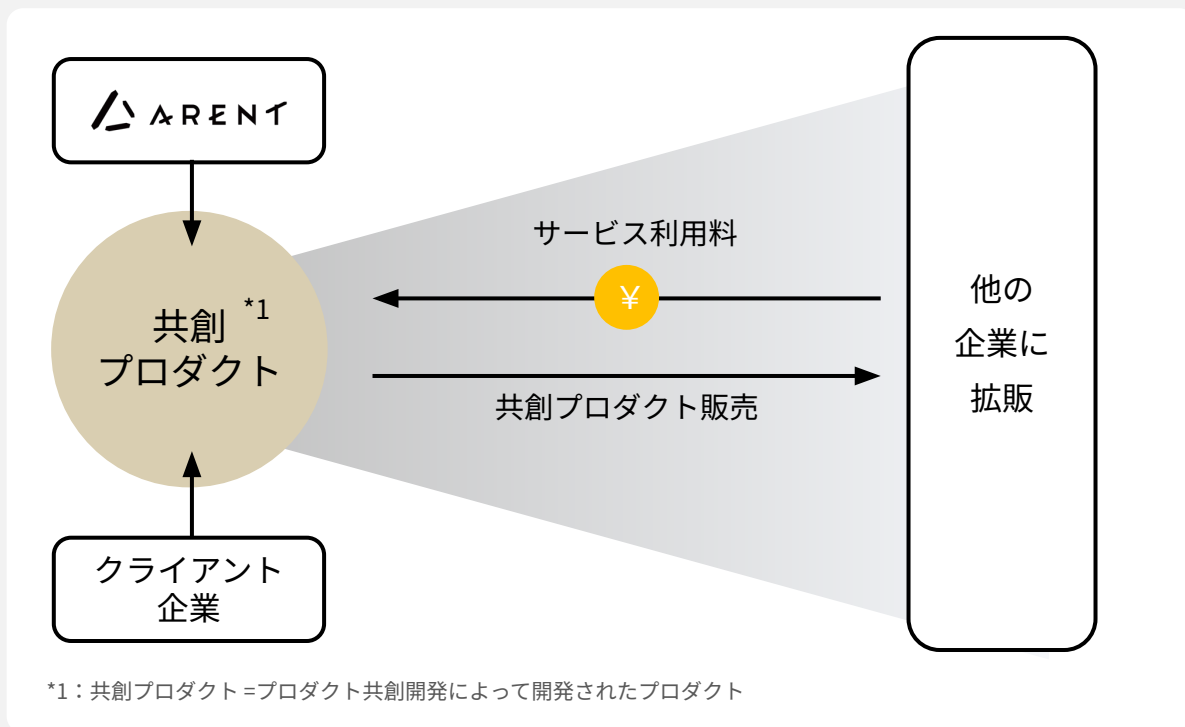 ARENT
サービス利用料
¥
共創 *1
プロダクト
共創プロダクト販売
他の
企業に
拡販
クライアント
企業
*1：共創プロダクト =プロダクト共創開発によって開発されたプロダクト